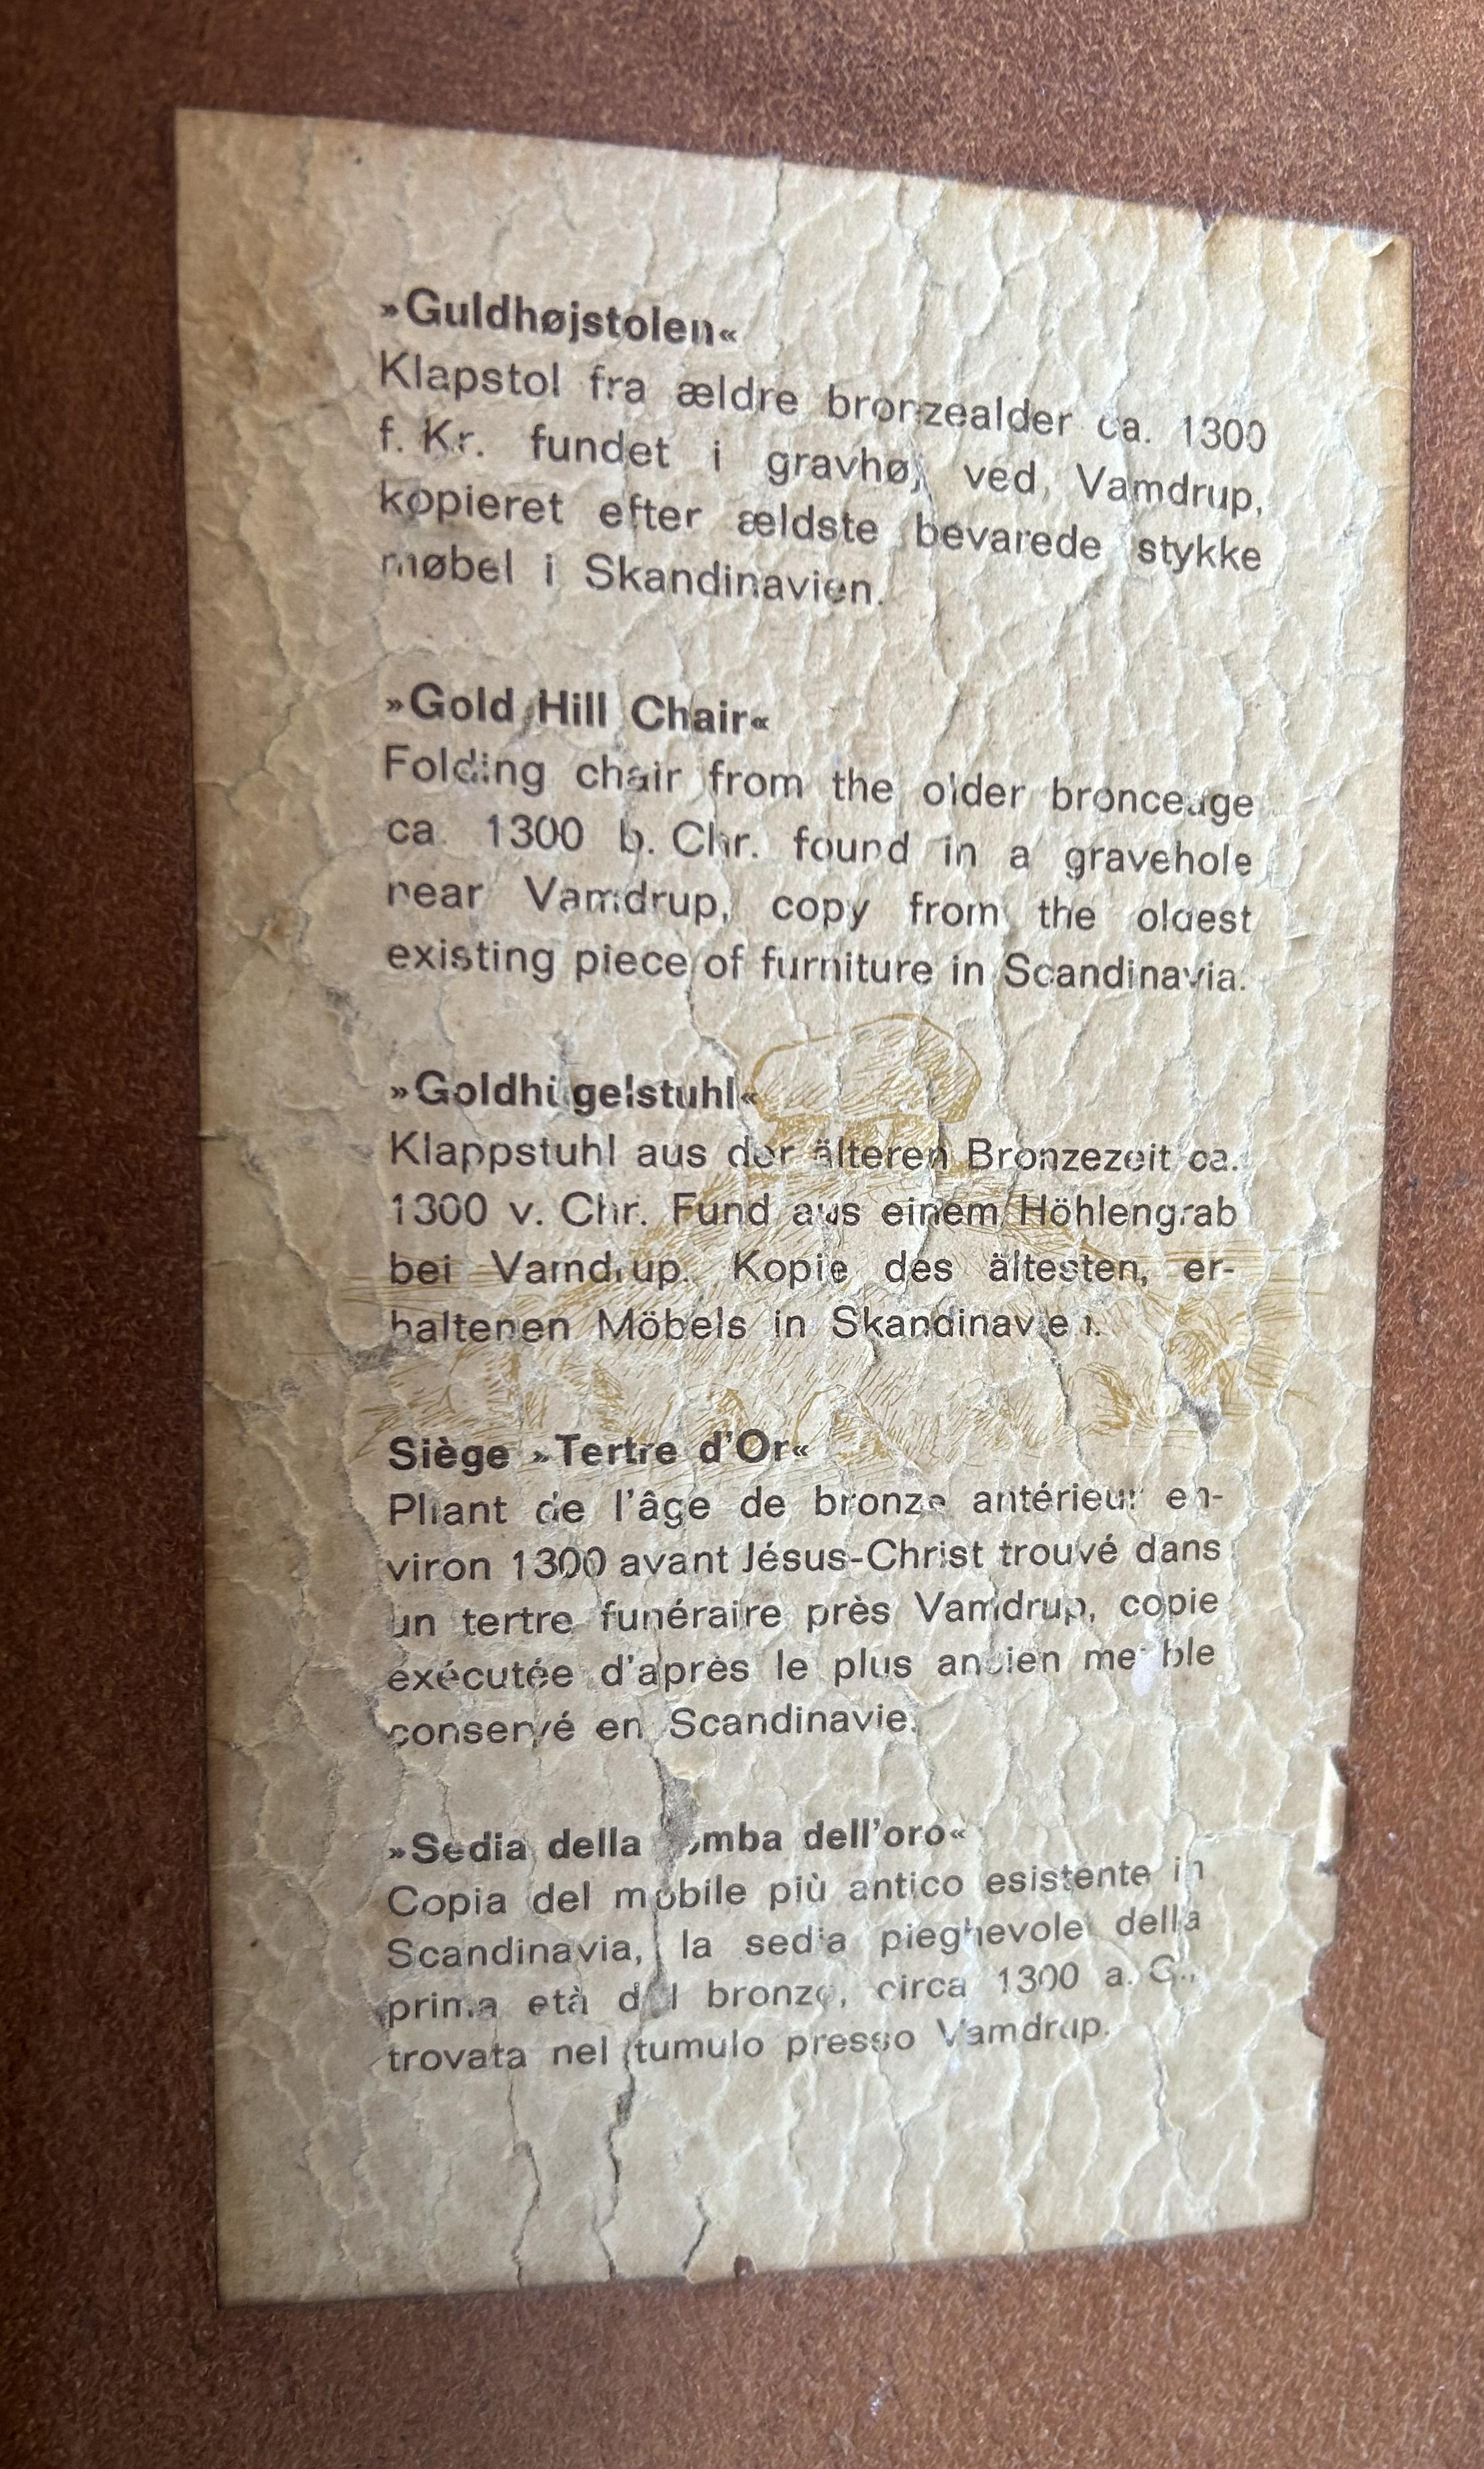 »Guldhøjstolen«
Klapstol fra ældre bronzealder ca. 1300
f. Kr. fundet i gravhøj ved Vamdrup,
kopieret efter ældste bevarede stykke
møbel i Skandinavien.
»Gold Hill Chair«
Folding chair from the older bronceage
ca. 1300 b. Chr. found in a gravehole
near Vamdrup, copy from the oldest
existing piece of furniture in Scandinavia.
»Goldhügelstuhl«
Klappstuhl aus der älteren Bronzezeit ca.
1300 v. Chr. Fund aus einem Höhlengrab
bei Vamdrup. Kopie des ältesten, er-
haltenen Möbels in Skandinavien.
Siège »Tertre d'Or«
Pliant de l'âge de bronze antérieur en-
viron 1300 avant Jésus-Christ trouvé dans
un tertre funéraire près Vamdrup, copie
exécutée d'après le plus ancien meuble
conservé en Scandinavie.
»Sedia della tomba dell'oro«
Copia del mobile più antico esistente in
Scandinavia, la sedia pieghevole della
prima età del bronzo, circa 1300 a. C.,
trovata nel tumulo presso Vamdrup.